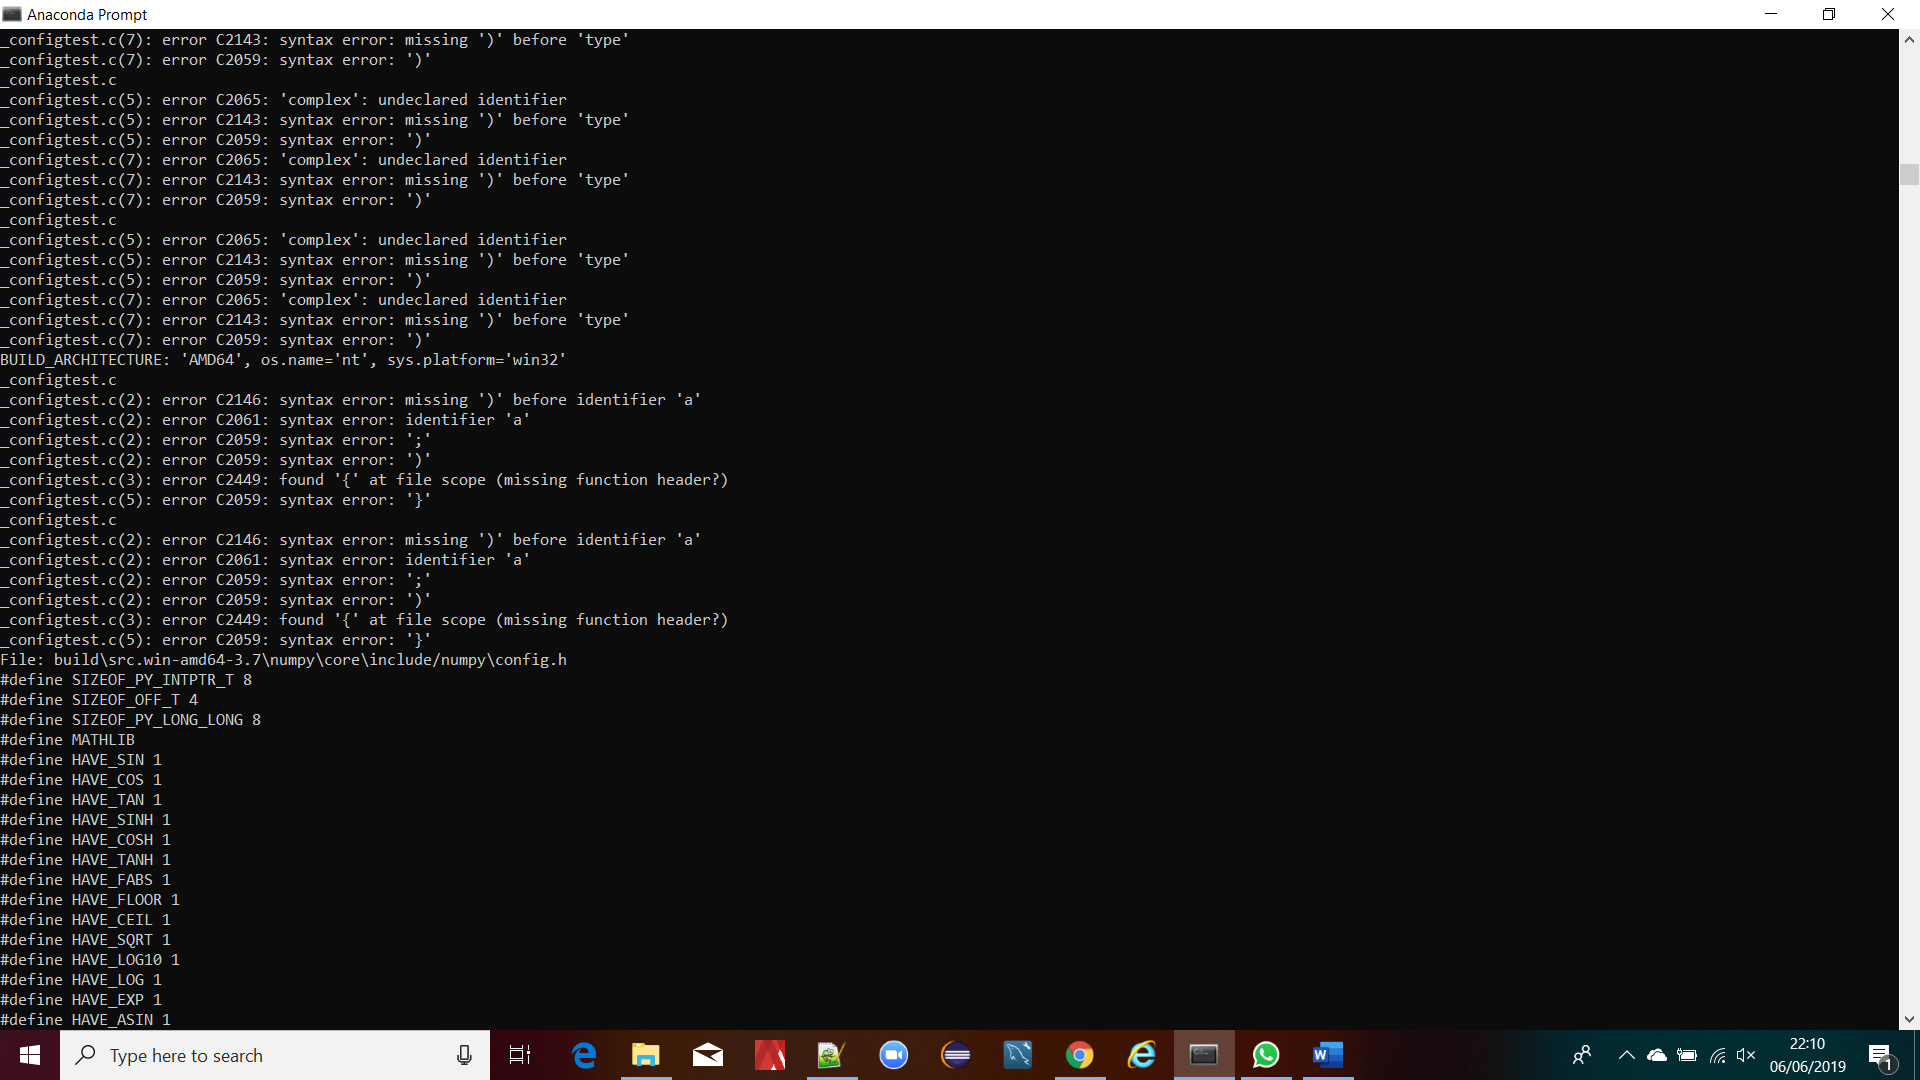 Anaconda Prompt
_configtest.c(7): error C2143: syntax error: missing ')' before 'type'
_configtest.c(7): error C2059: syntax error: ')'
_configtest.c
_configtest.c(5): error C2065: 'complex': undeclared identifier
_configtest.c(5): error C2143: syntax error: missing ')' before 'type'
_configtest.c(5): error C2059: syntax error: ')'
_configtest.c(7): error C2065: 'complex': undeclared identifier
_configtest.c(7): error C2143: syntax error: missing ')' before 'type'
_configtest.c(7): error C2059: syntax error: ')'
_configtest.c
_configtest.c(5): error C2065: 'complex': undeclared identifier
_configtest.c(5): error C2143: syntax error: missing ')' before 'type'
_configtest.c(5): error C2059: syntax error: ')'
_configtest.c(7): error C2065: 'complex': undeclared identifier
_configtest.c(7): error C2143: syntax error: missing ')' before 'type'
_configtest.c(7): error C2059: syntax error: ')'
BUILD_ARCHITECTURE: 'AMD64', os.name='nt', sys.platform='win32'
_configtest.c
_configtest.c(2): error C2146: syntax error: missing ')' before identifier 'a'
_configtest.c(2): error C2061: syntax error: identifier 'a'
_configtest.c(2): error C2059: syntax error: ';'
_configtest.c(2): error C2059: syntax error: ')'
_configtest.c(3): error C2449: found '{' at file scope (missing function header?)
_configtest.c(5): error C2059: syntax error: '}'
_configtest.c
_configtest.c(2): error C2146: syntax error: missing ')' before identifier 'a'
_configtest.c(2): error C2061: syntax error: identifier 'a'
_configtest.c(2): error C2059: syntax error: ';'
_configtest.c(2): error C2059: syntax error: ')'
_configtest.c(3): error C2449: found '{' at file scope (missing function header?)
_configtest.c(5): error C2059: syntax error: '}'
File: build\src.win-amd64-3.7\numpy\core\include/numpy\config.h
#define SIZEOF_PY_INTPTR_T 8
#define SIZEOF_OFF_T 4
#define SIZEOF_PY_LONG_LONG 8
#define MATHLIB
#define HAVE_SIN 1
#define HAVE_COS 1
#define HAVE_TAN 1
#define HAVE_SINH 1
#define HAVE_COSH 1
#define HAVE_TANH 1
#define HAVE_FABS 1
#define HAVE_FLOOR 1
#define HAVE_CEIL 1
#define HAVE_SQRT 1
#define HAVE_LOG10 1
#define HAVE_LOG 1
#define HAVE_EXP 1
#define HAVE_ASIN 1
Type here to search
22:10
06/06/2019
1